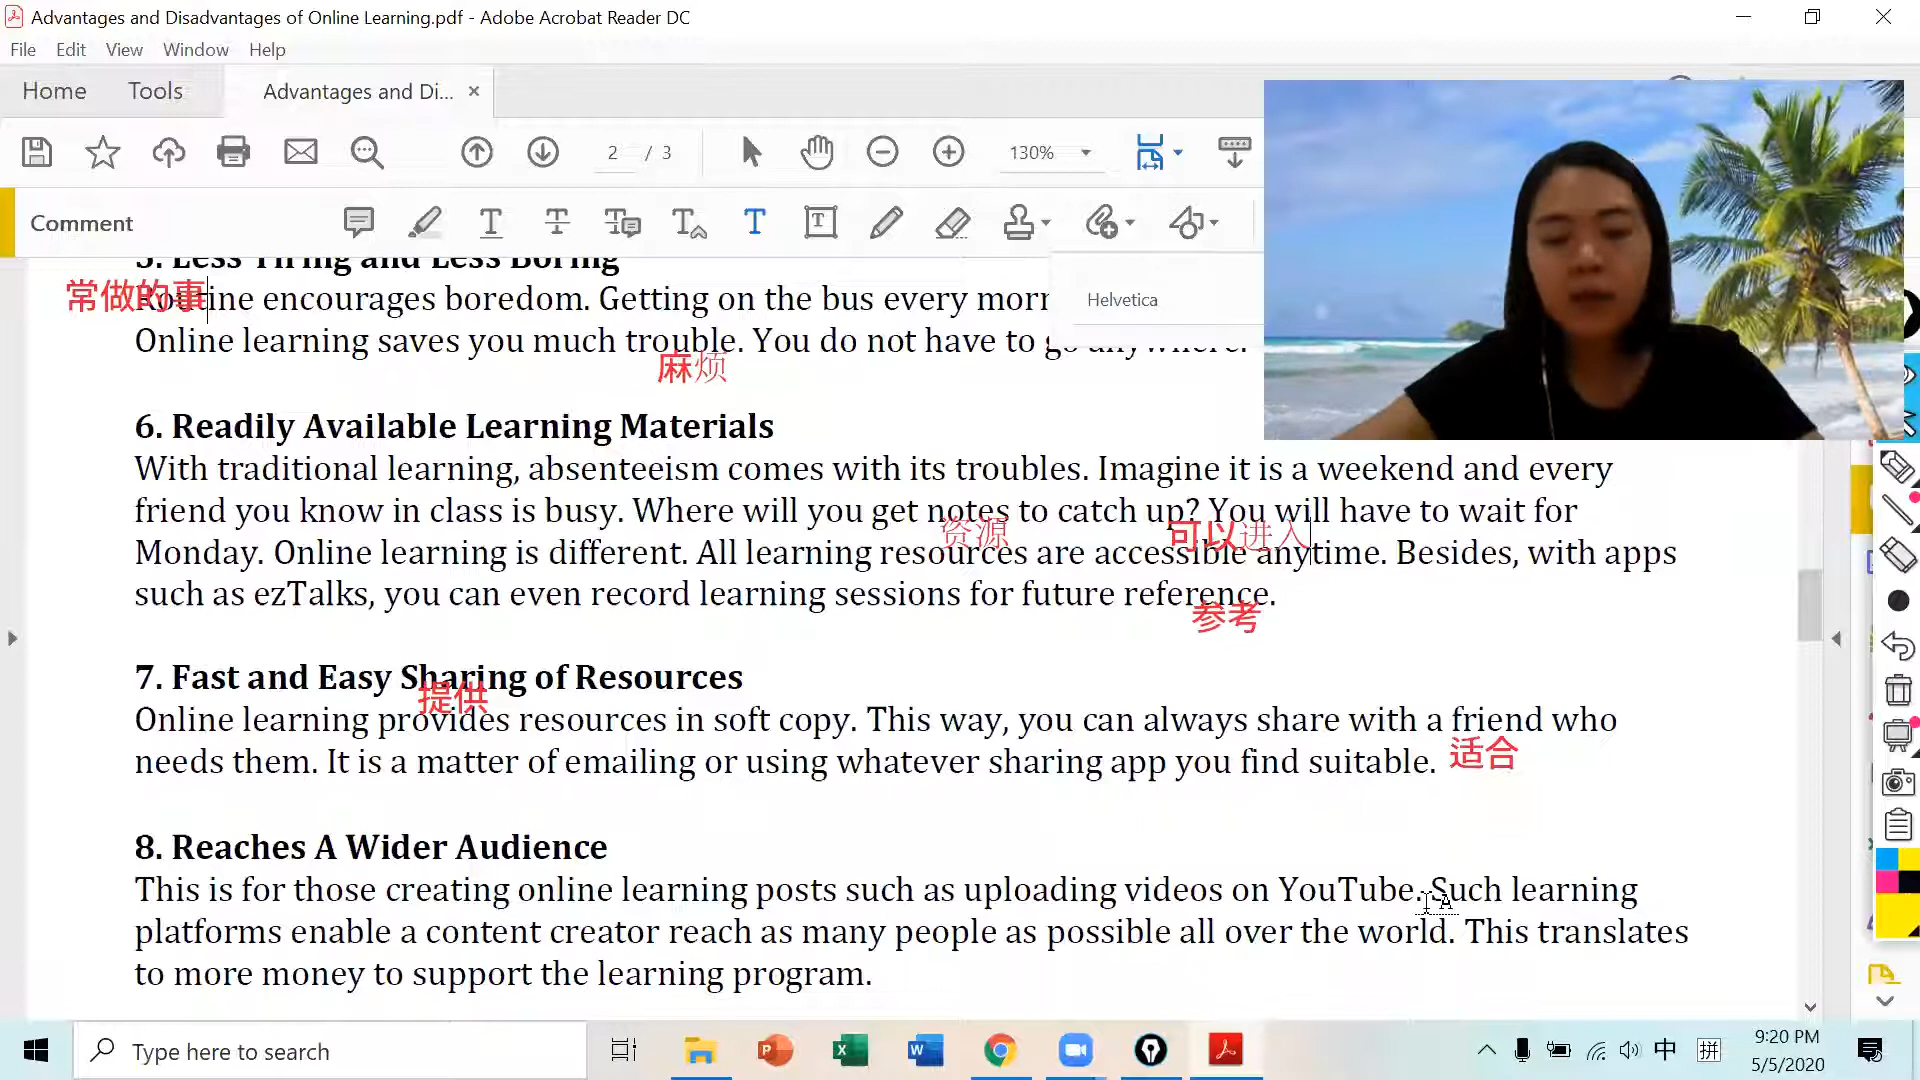 Advantages and Disadvantages of Online Learning.pdf - Adobe Acrobat Reader DC
File Edit View Window Help
Home Tools Advantages and Di... ×
2 / 3 130%
Comment
5. Less Tiring and Less Boring
常做的事
Routine encourages boredom. Getting on the bus every morn
Helvetica
Online learning saves you much trouble. You do not have to go anywhere.
麻烦
6. Readily Available Learning Materials
With traditional learning, absenteeism comes with its troubles. Imagine it is a weekend and every
friend you know in class is busy. Where will you get notes to catch up? You will have to wait for
资源 可以进入
Monday. Online learning is different. All learning resources are accessible anytime. Besides, with apps
such as ezTalks, you can even record learning sessions for future reference.
参考
7. Fast and Easy Sharing of Resources
提供
Online learning provides resources in soft copy. This way, you can always share with a friend who
needs them. It is a matter of emailing or using whatever sharing app you find suitable. 适合
8. Reaches A Wider Audience
This is for those creating online learning posts such as uploading videos on YouTube. Such learning
platforms enable a content creator reach as many people as possible all over the world. This translates
to more money to support the learning program.
Type here to search
中 拼
9:20 PM
5/5/2020